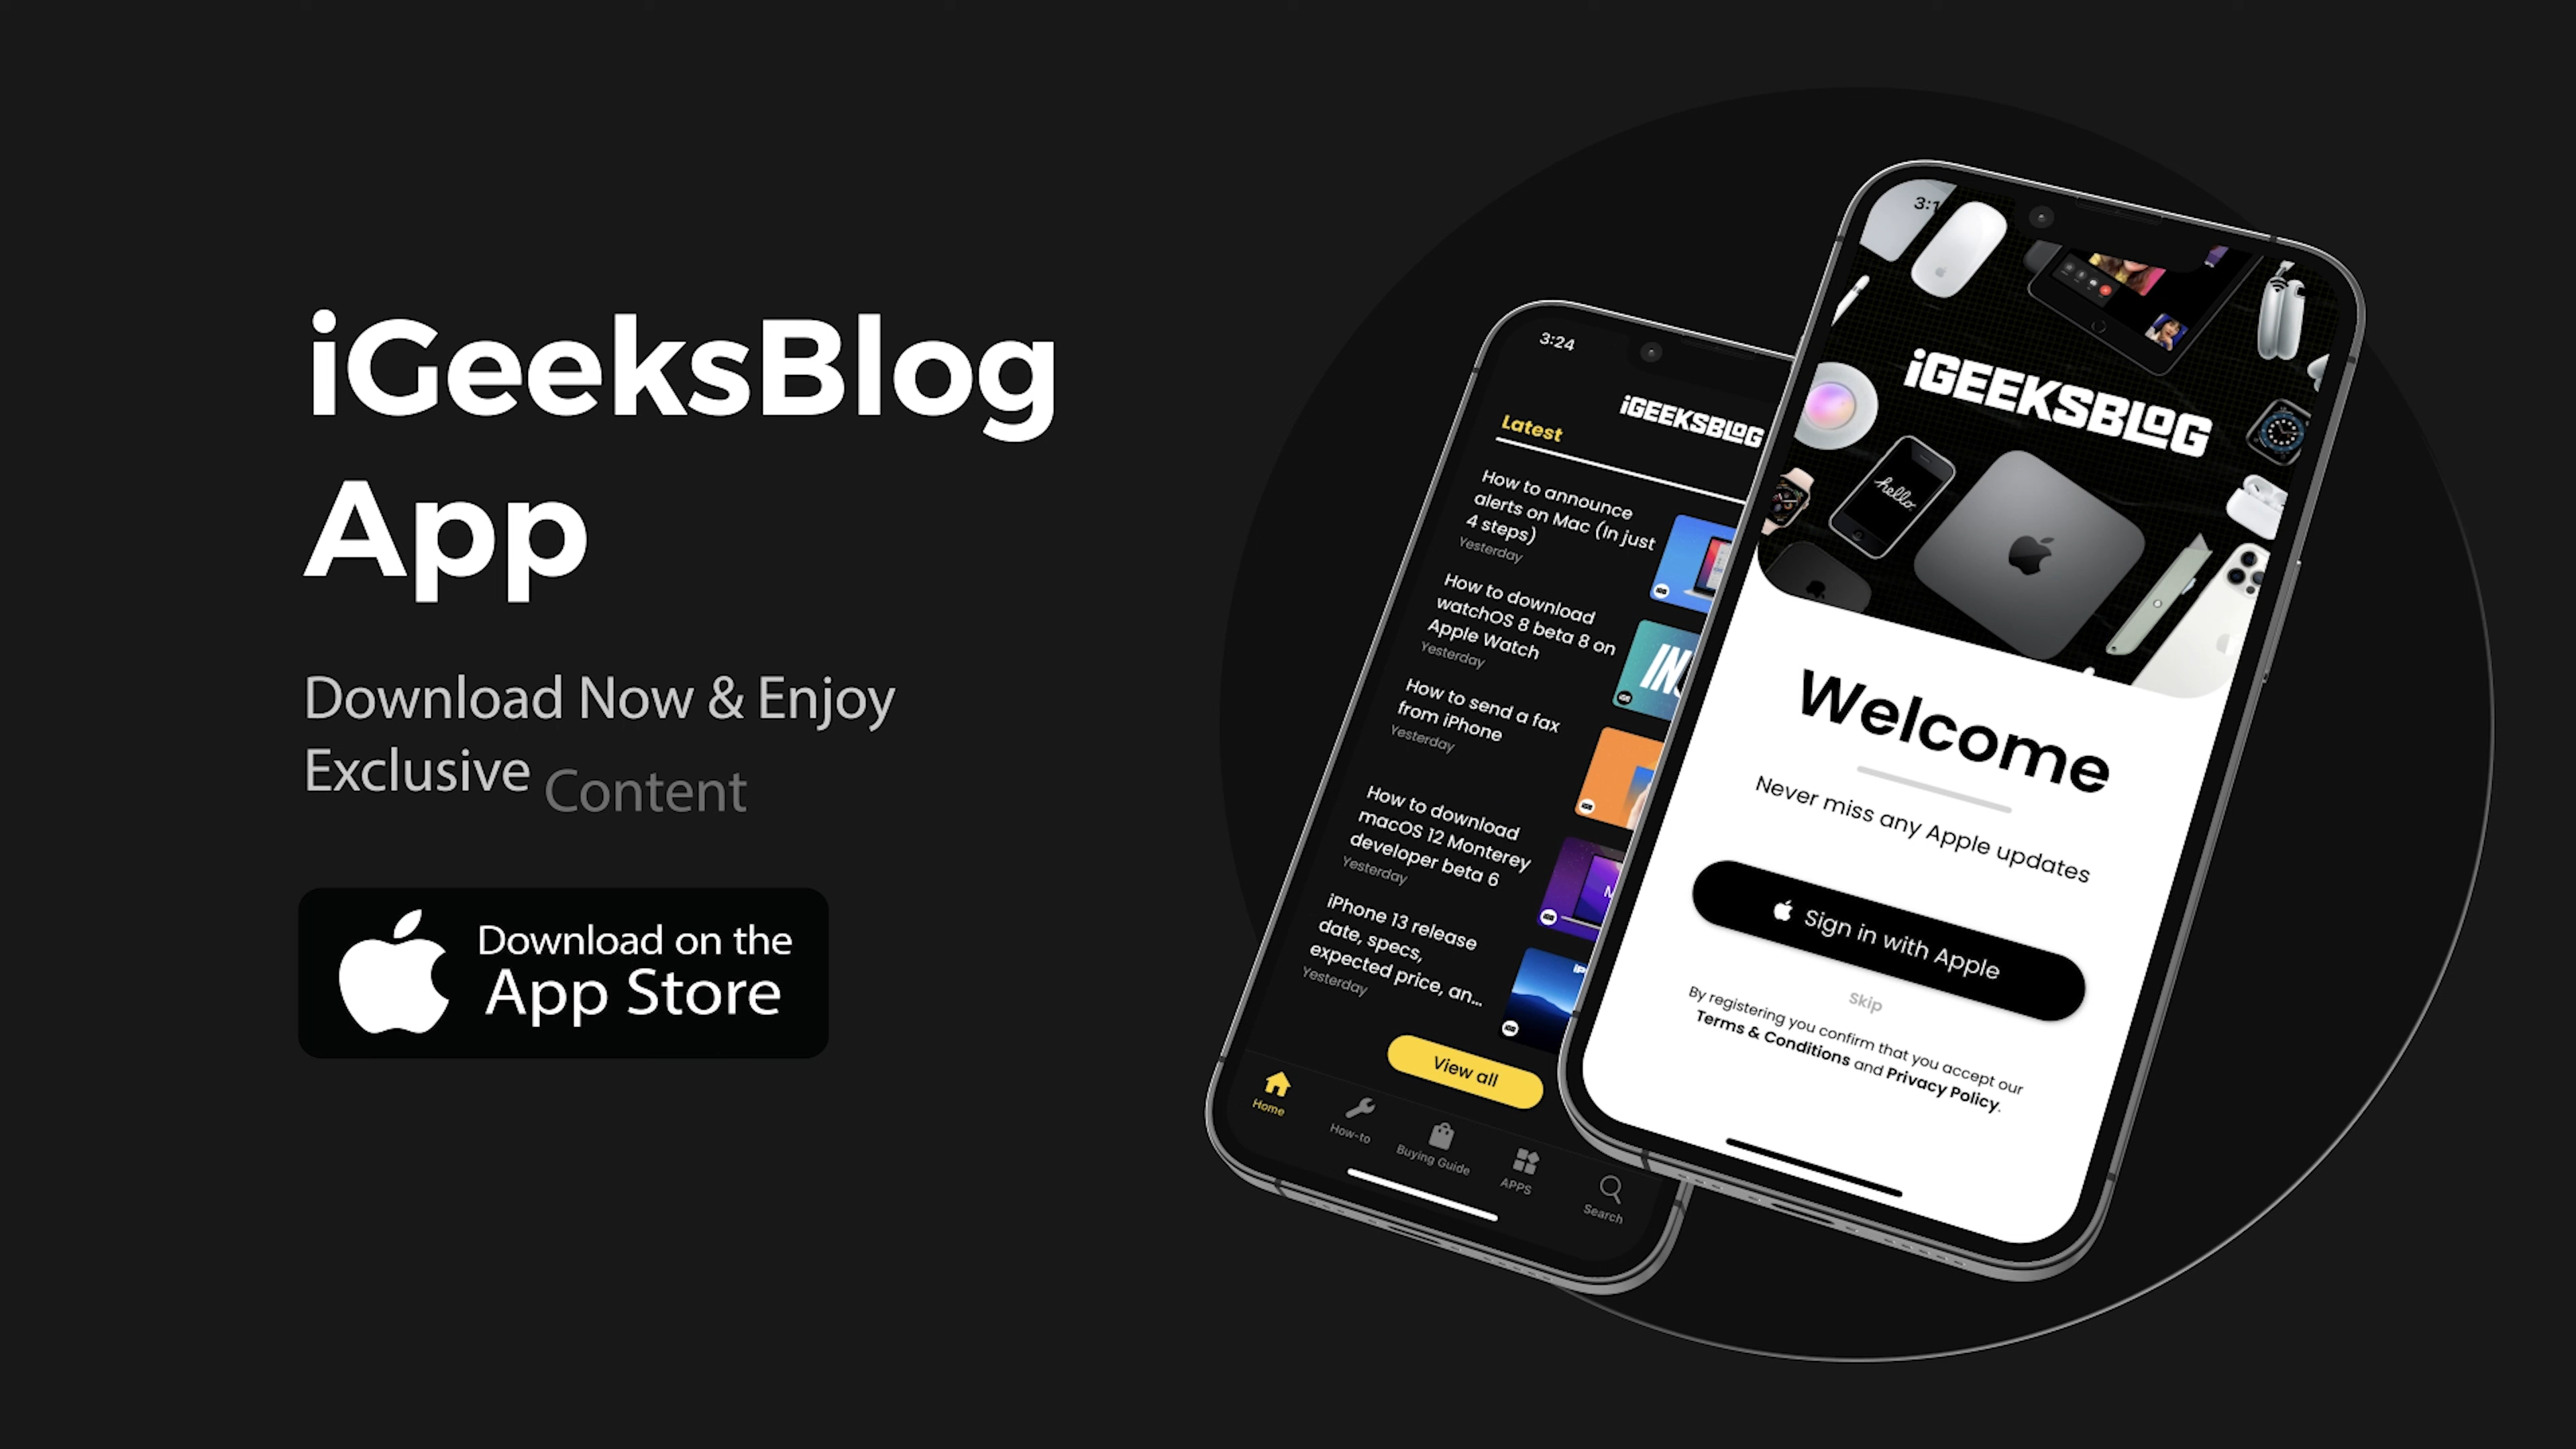 iGeeksBlog
App
Download Now & Enjoy
Exclusive Content
Download on the
App Store
3:24
iGEEKSBLOG
Latest
How to announce
alerts on Mac (In just
4 steps)
Yesterday
How to download
watchOS 8 beta 8 on
Apple Watch
Yesterday
How to send a fax
from iPhone
Yesterday
How to download
macOS 12 Monterey
developer beta 6
Yesterday
iPhone 13 release
date, specs,
expected price, an...
Yesterday
View all
Home
How-to
Buying Guide
APPS
Search
iGEEKSBLOG
hello.
Welcome
Never miss any Apple updates
Sign in with Apple
Skip
By registering you confirm that you accept our
Terms & Conditions and Privacy Policy.